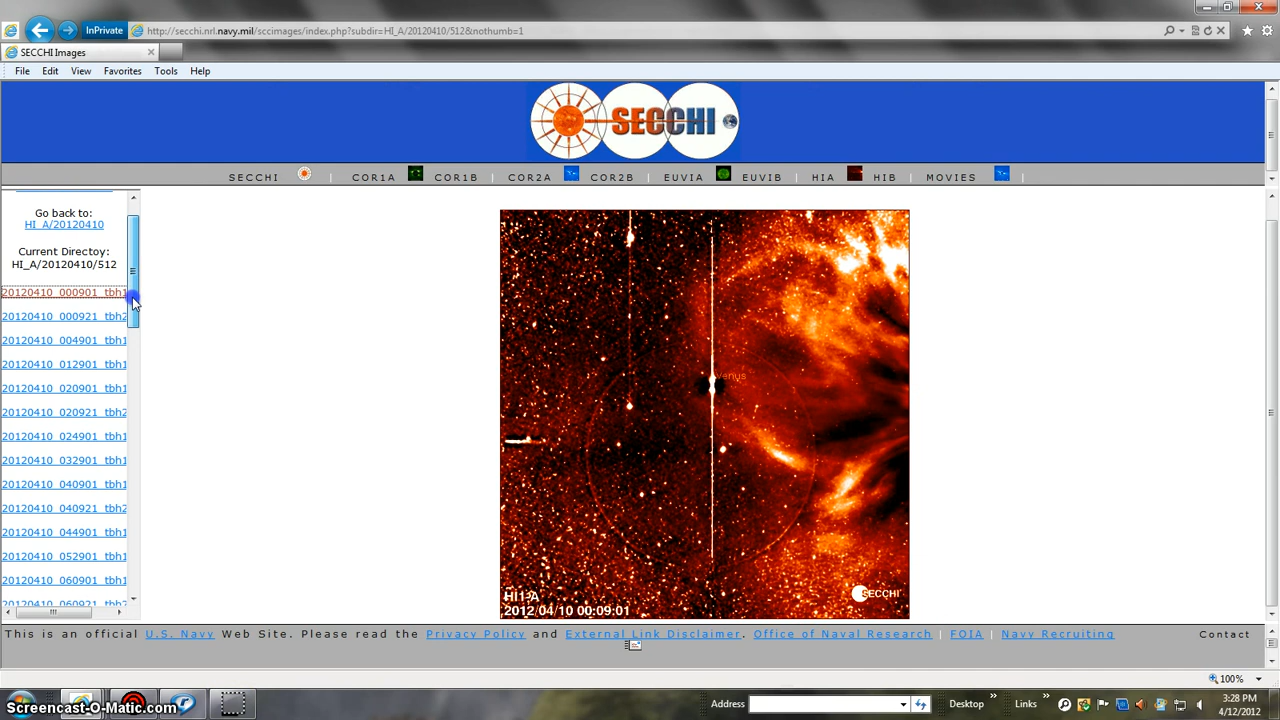 InPrivate
http://secchi.nrl.navy.mil/sccimages/index.php?subdir=HI_A/20120410/512&nothumb=1
SECCHI Images
File Edit View Favorites Tools Help
SECCHI
SECCHI | COR1A COR1B COR2A COR2B EUVIA EUVIB HIA HIB MOVIES |
Go back to:
HI_A/20120410
Current Directoy:
HI_A/20120410/512
20120410_000901_tbh1
20120410_000921_tbh2
20120410_004901_tbh1
20120410_012901_tbh1
20120410_020901_tbh1
20120410_020921_tbh2
20120410_024901_tbh1
20120410_032901_tbh1
20120410_040901_tbh1
20120410_040921_tbh2
20120410_044901_tbh1
20120410_052901_tbh1
20120410_060901_tbh1
20120410_060921_tbh2
Venus
HI1-A
2012/04/10 00:09:01
SECCHI
This is an official U.S. Navy Web Site. Please read the Privacy Policy and External Link Disclaimer. Office of Naval Research | FOIA | Navy Recruiting
Contact
100%
Screencast-O-Matic.com
Address
Desktop
Links
3:28 PM
4/12/2012